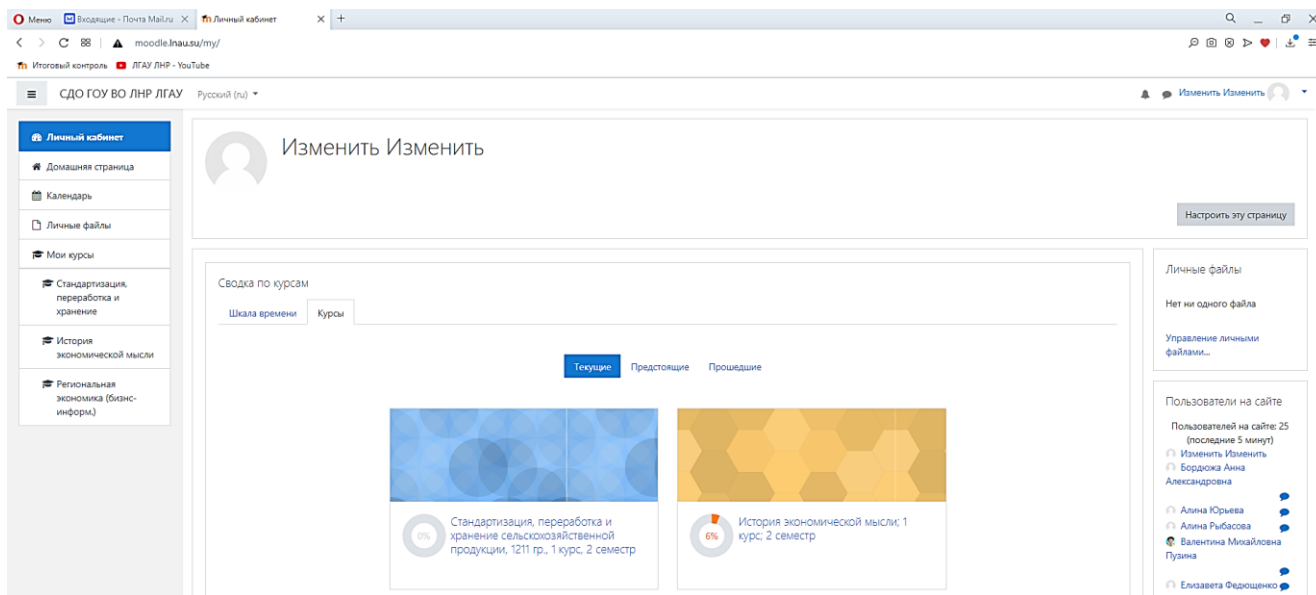 Меню
Входящие - Почта Mail.ru
Личный кабинет
moodle.lnau.su/my/
Итоговый контроль
ЛГАУ ЛНР - YouTube
СДО ГОУ ВО ЛНР ЛГАУ
Русский (ru)
Изменить Изменить
Личный кабинет
Домашняя страница
Календарь
Личные файлы
Мои курсы
Стандартизация,
переработка и
хранение
История
экономической мысли
Региональная
экономика (бизнс-
информ.)
Изменить Изменить
Настроить эту страницу
Сводка по курсам
Шкала времени
Курсы
Текущие
Предстоящие
Прошедшие
0%
Стандартизация, переработка и
хранение сельскохозяйственной
продукции, 1211 гр., 1 курс, 2 семестр
6%
История экономической мысли; 1
курс; 2 семестр
Личные файлы
Нет ни одного файла
Управление личными
файлами...
Пользователи на сайте
Пользователей на сайте: 25
(последние 5 минут)
Изменить Изменить
Бордюжа Анна
Александровна
Алина Юрьева
Алина Рыбасова
Валентина Михайловна
Пузина
Елизавета Федющенко